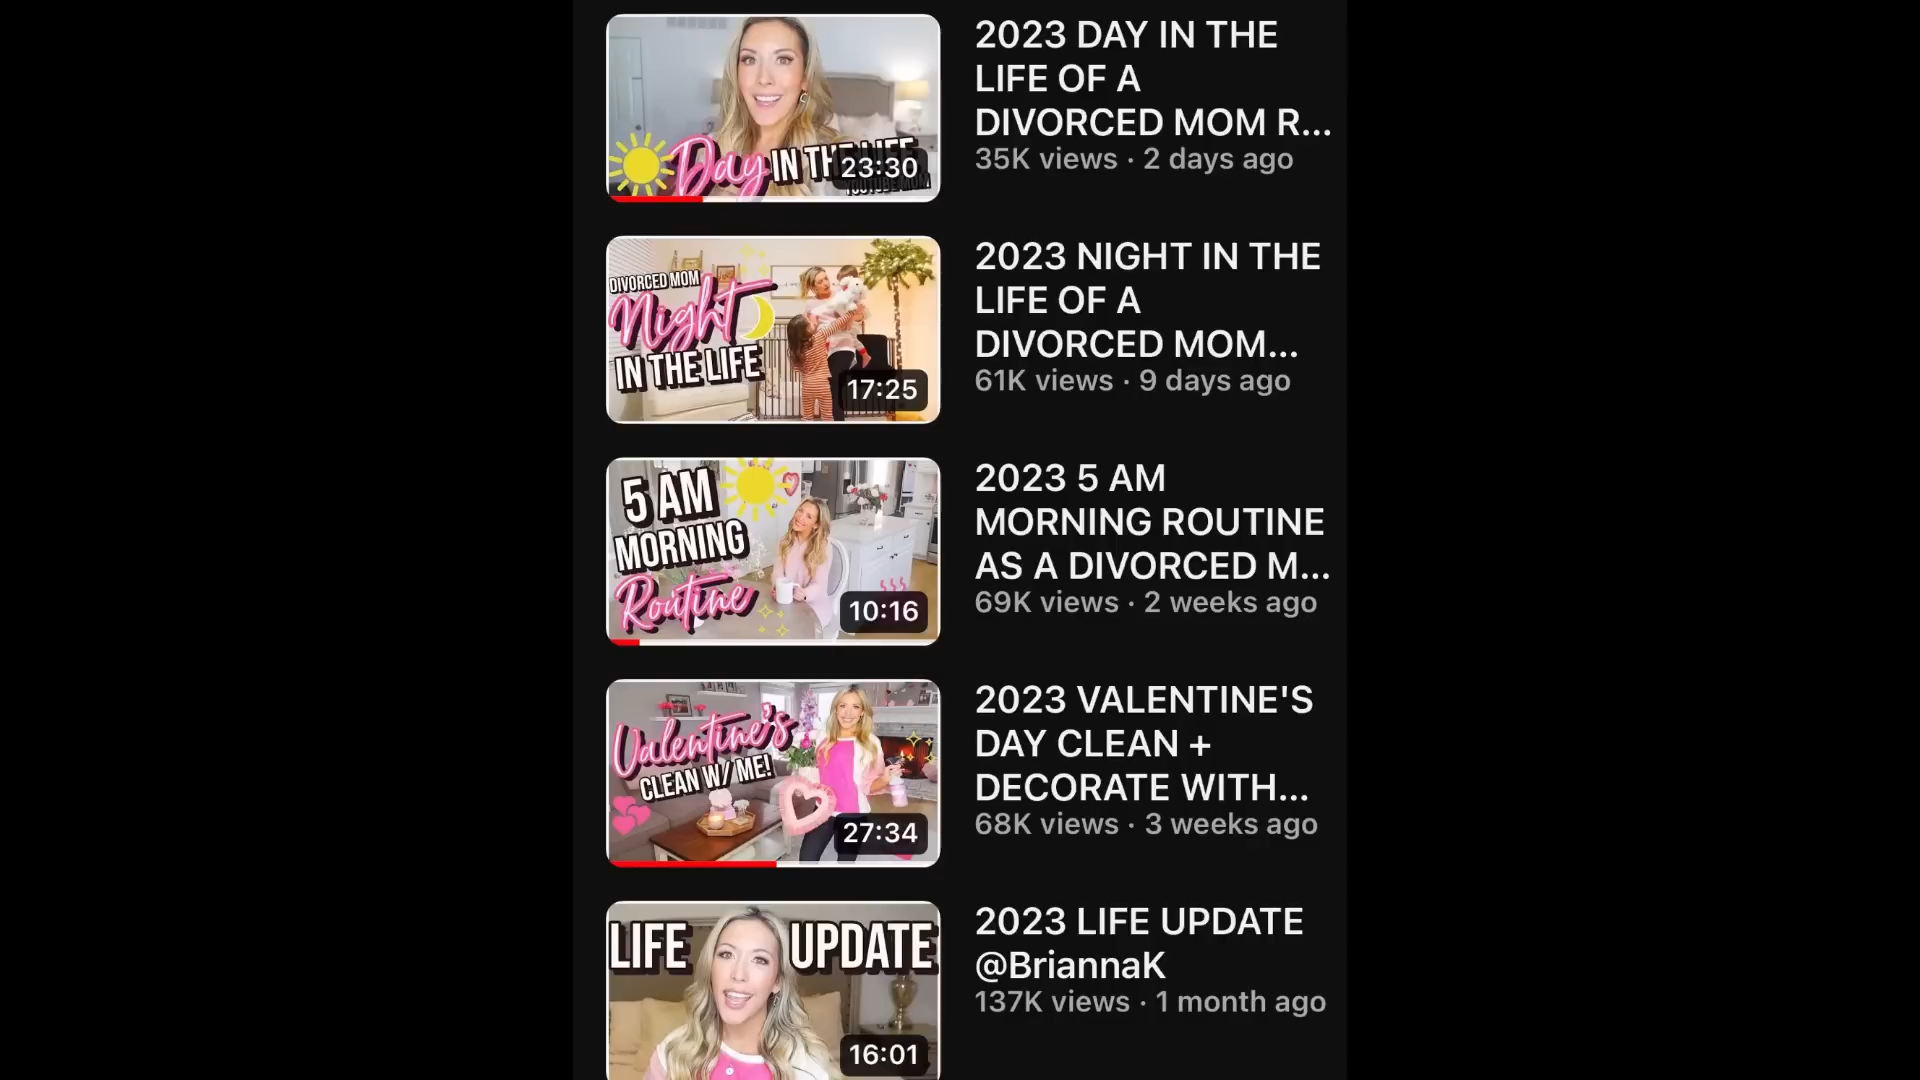 2023 DAY IN THE
LIFE OF A
DIVORCED MOM R...
35K views · 2 days ago
Day IN THE LIFE
YOUTUBE MOM
23:30
2023 NIGHT IN THE
LIFE OF A
DIVORCED MOM...
61K views · 9 days ago
DIVORCED MOM
Night
IN THE LIFE
17:25
2023 5 AM
MORNING ROUTINE
AS A DIVORCED M...
69K views · 2 weeks ago
5 AM
MORNING
Routine
10:16
2023 VALENTINE'S
DAY CLEAN +
DECORATE WITH...
68K views · 3 weeks ago
Valentine's
CLEAN W/ ME!
27:34
2023 LIFE UPDATE
@BriannaK
137K views · 1 month ago
LIFE UPDATE
16:01